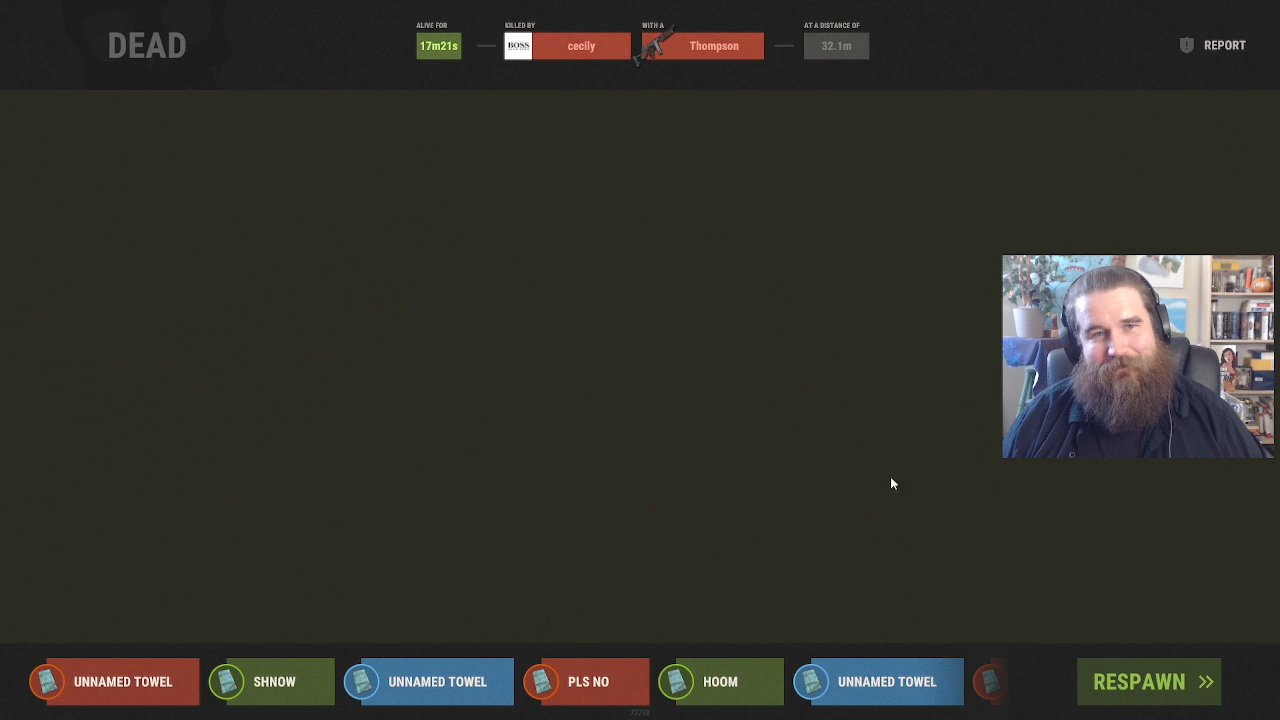 DEAD
ALIVE FOR
17m21s
KILLED BY
BOSS
cecily
WITH A
Thompson
AT A DISTANCE OF
32.1m
REPORT
UNNAMED TOWEL
SHNOW
UNNAMED TOWEL
PLS NO
HOOM
UNNAMED TOWEL
RESPAWN